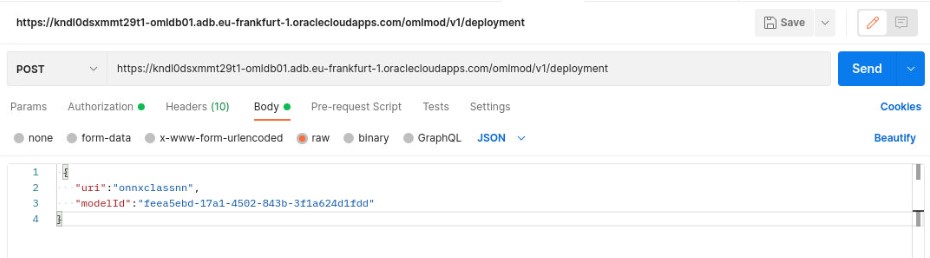 https://kndl0dsxmmt29t1-omldb01.adb.eu-frankfurt-1.oraclecloudapps.com/omlmod/v1/deployment Save
POST https://kndl0dsxmmt29t1-omldb01.adb.eu-frankfurt-1.oraclecloudapps.com/omlmod/v1/deployment Send
Params Authorization Headers (10) Body Pre-request Script Tests Settings Cookies
none form-data x-www-form-urlencoded raw binary GraphQL JSON Beautify
1 {
2 "uri":"onnxclassnn",
3 "modelId":"feea5ebd-17a1-4502-843b-3f1a624d1fdd"
4 }